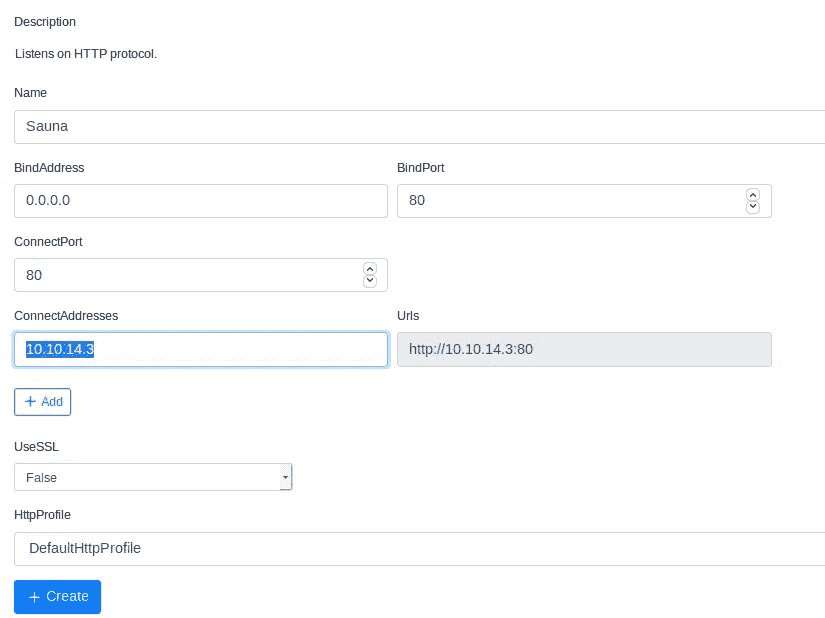 Description
Listens on HTTP protocol.
Name
Sauna
BindAddress BindPort
0.0.0.0 80
ConnectPort
80
ConnectAddresses Urls
10.10.14.3 http://10.10.14.3:80
+ Add
UseSSL
False
HttpProfile
DefaultHttpProfile
+ Create